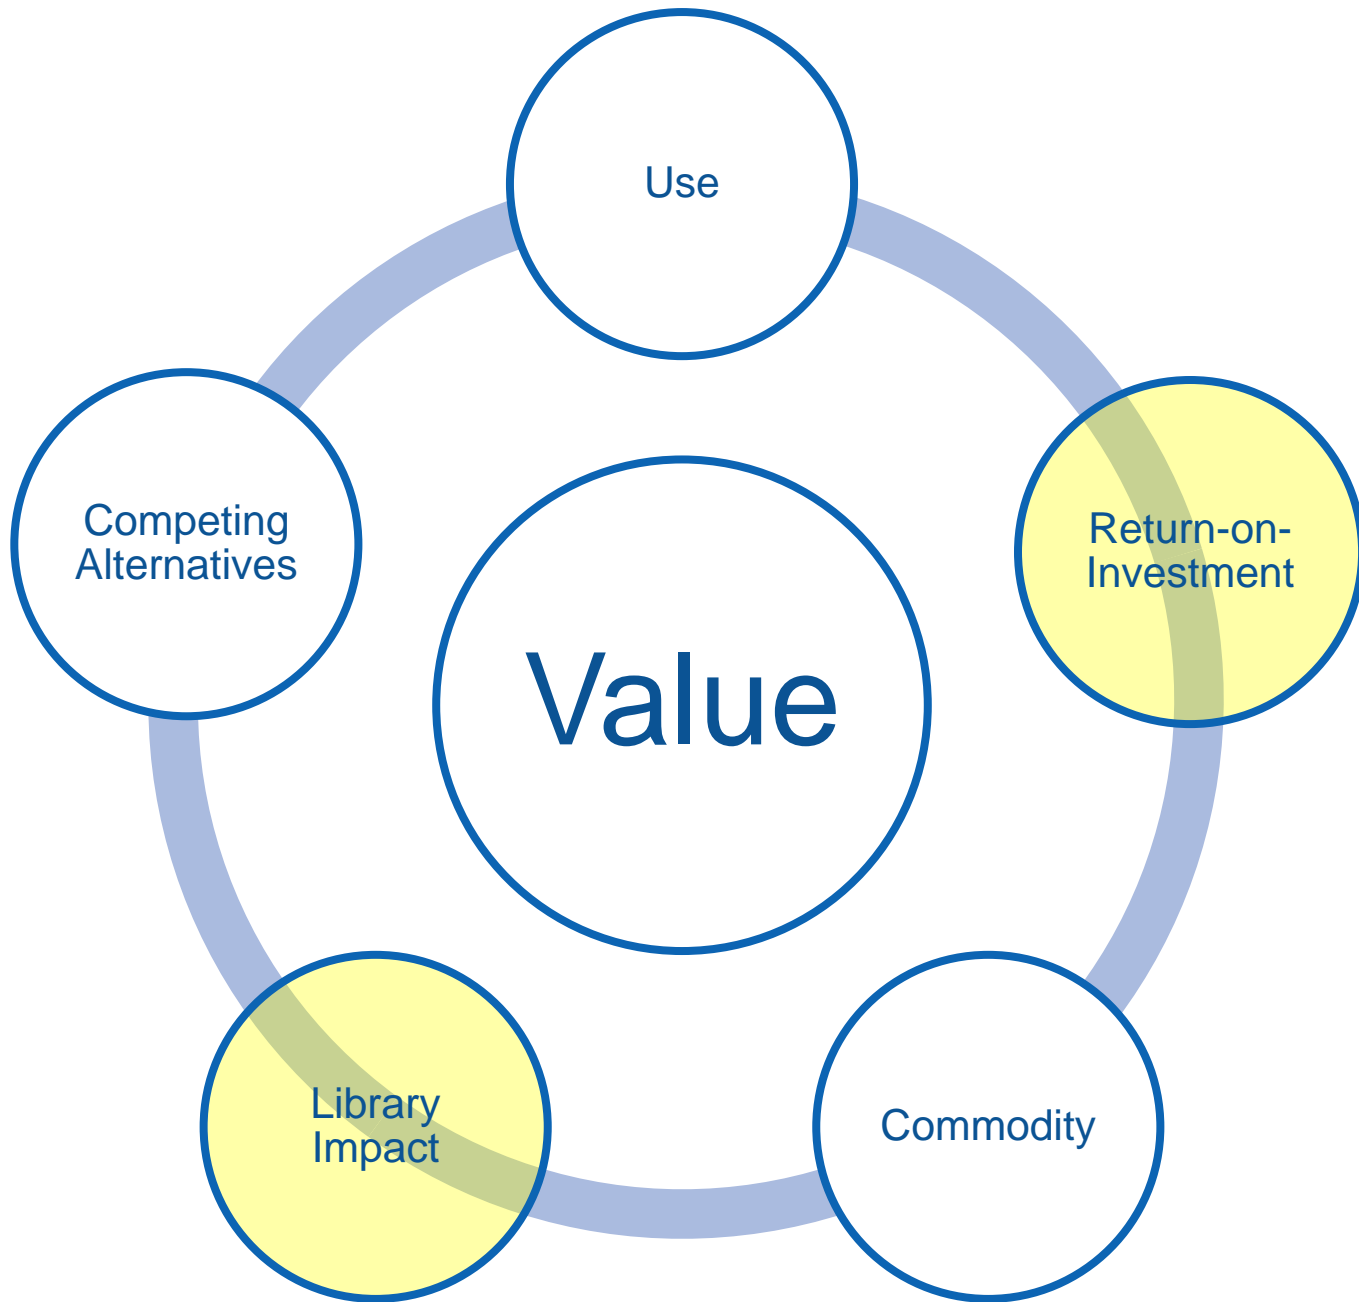 Use
Competing
Alternatives
Return-on-
Investment
Value
Library
Impact
Commodity